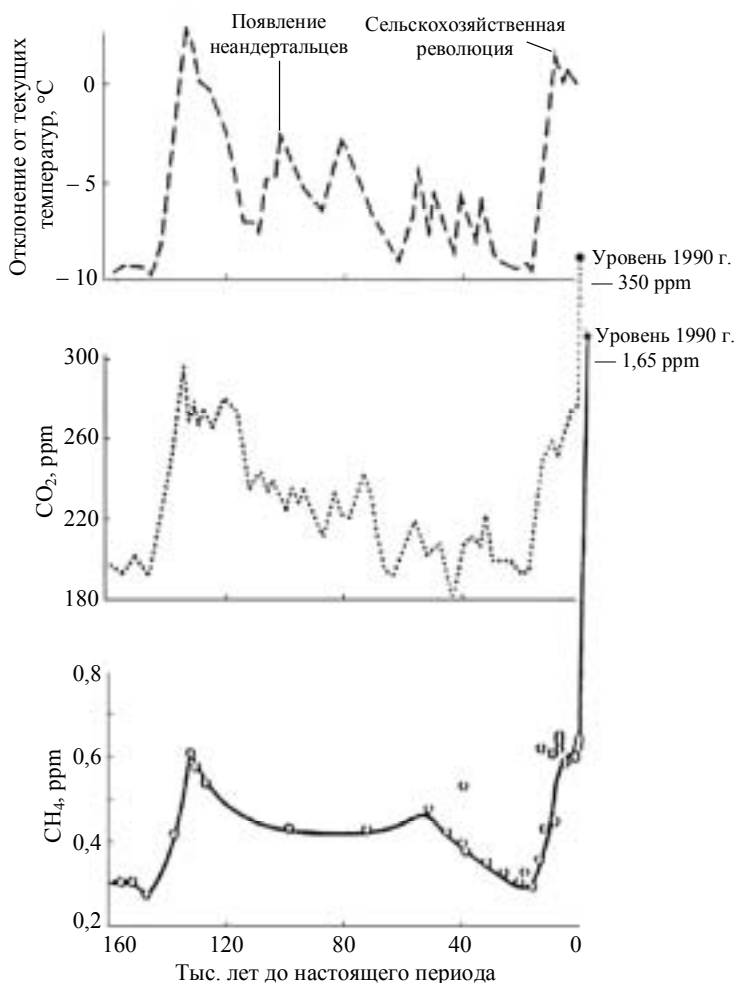 Появление
неандертальцев
Сельскохозяйственная
революция
Отклонение от текущих
температур, °C
0
– 5
– 10
Уровень 1990 г.
— 350 ppm
Уровень 1990 г.
— 1,65 ppm
CO₂, ppm
300
260
220
180
CH₄, ppm
0,8
0,6
0,4
0,2
160 120 80 40 0
Тыс. лет до настоящего периода